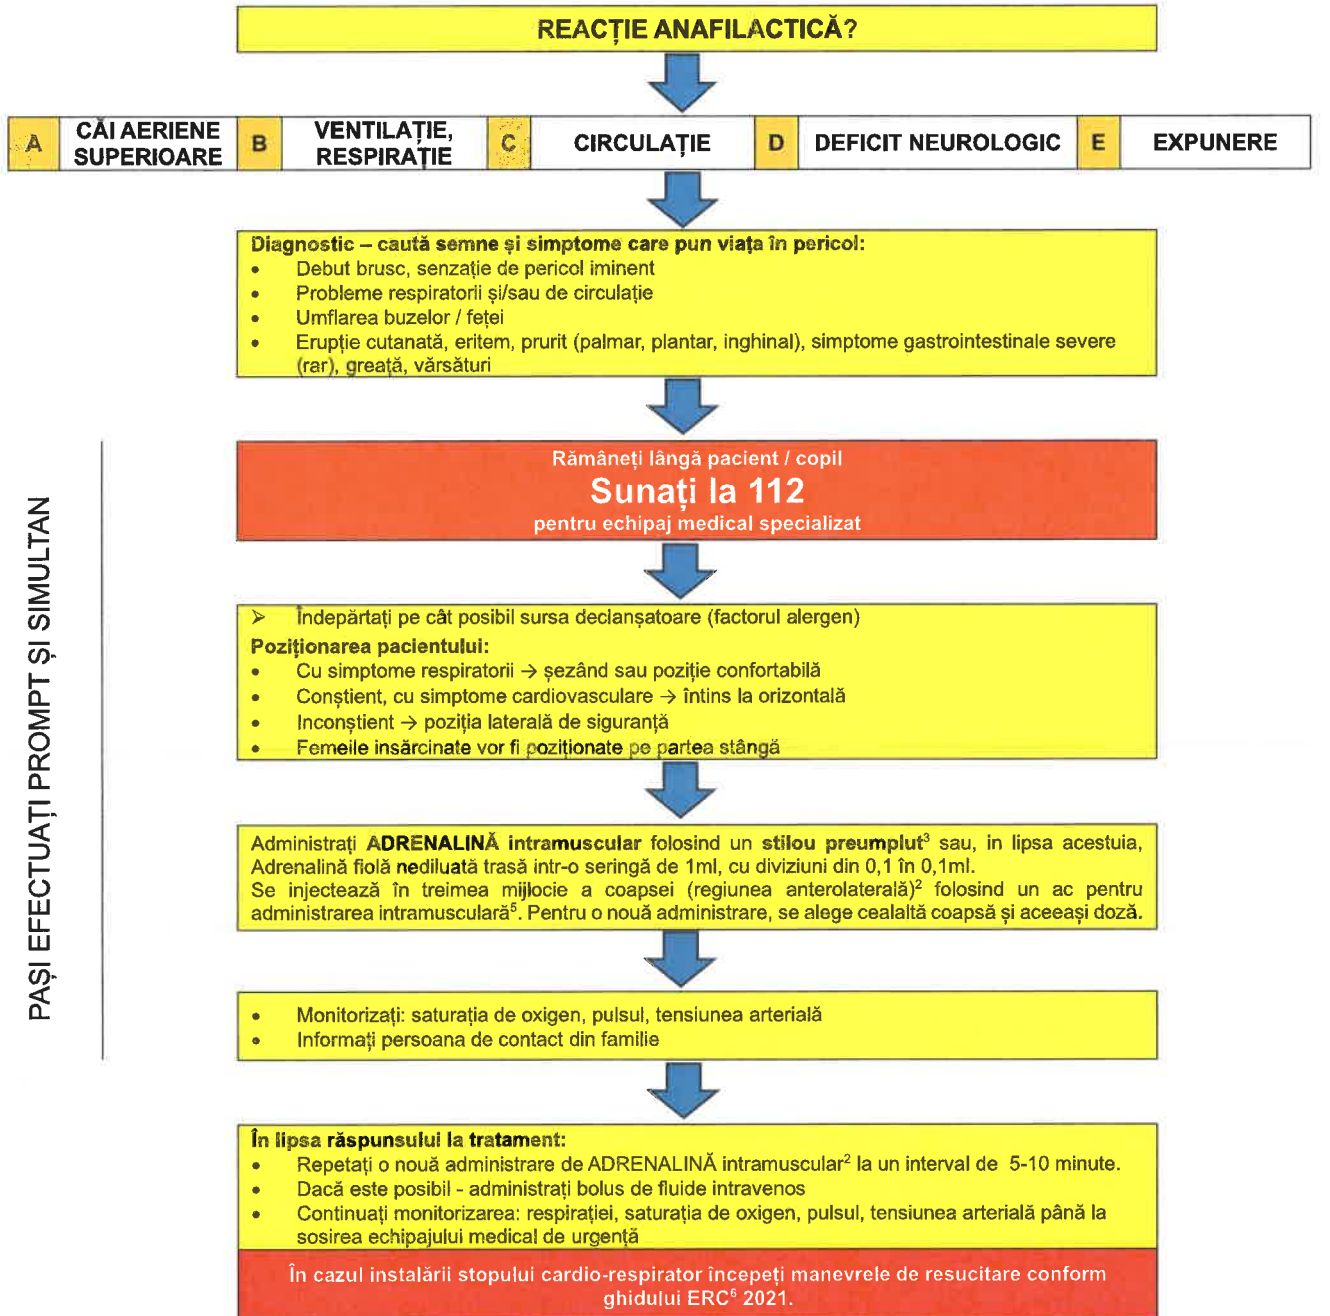 REACȚIE ANAFILACTICĂ?
A
CĂI AERIENE
SUPERIOARE
B
VENTILAȚIE,
RESPIRAȚIE
C
CIRCULAȚIE
D
DEFICIT NEUROLOGIC
E
EXPUNERE
Diagnostic – caută semne și simptome care pun viața în pericol:
• Debut brusc, senzație de pericol iminent
• Probleme respiratorii și/sau de circulație
• Umflarea buzelor / feței
• Erupție cutanată, eritem, prurit (palmar, plantar, inghinal), simptome gastrointestinale severe
(rar), greață, vărsături
PAȘI EFECTUAȚI PROMPT ȘI SIMULTAN
Rămâneți lângă pacient / copil
Sunați la 112
pentru echipaj medical specializat
➢ Îndepărtați pe cât posibil sursa declanșatoare (factorul alergen)
Poziționarea pacientului:
• Cu simptome respiratorii → șezând sau poziție confortabilă
• Conștient, cu simptome cardiovasculare → întins la orizontală
• Inconștient → poziția laterală de siguranță
• Femeile insărcinate vor fi poziționate pe partea stângă
Administrați ADRENALINĂ intramuscular folosind un stilou preumplut³ sau, in lipsa acestuia,
Adrenalină fiolă nediluată trasă intr-o seringă de 1ml, cu diviziuni din 0,1 în 0,1ml.
Se injectează în treimea mijlocie a coapsei (regiunea anterolaterală)² folosind un ac pentru
administrarea intramusculară⁵. Pentru o nouă administrare, se alege cealaltă coapsă și aceeași doză.
• Monitorizați: saturația de oxigen, pulsul, tensiunea arterială
• Informați persoana de contact din familie
În lipsa răspunsului la tratament:
• Repetați o nouă administrare de ADRENALINĂ intramuscular² la un interval de 5-10 minute.
• Dacă este posibil - administrați bolus de fluide intravenos
• Continuați monitorizarea: respirației, saturația de oxigen, pulsul, tensiunea arterială până la
sosirea echipajului medical de urgență
În cazul instalării stopului cardio-respirator începeți manevrele de resucitare conform
ghidului ERC⁶ 2021.